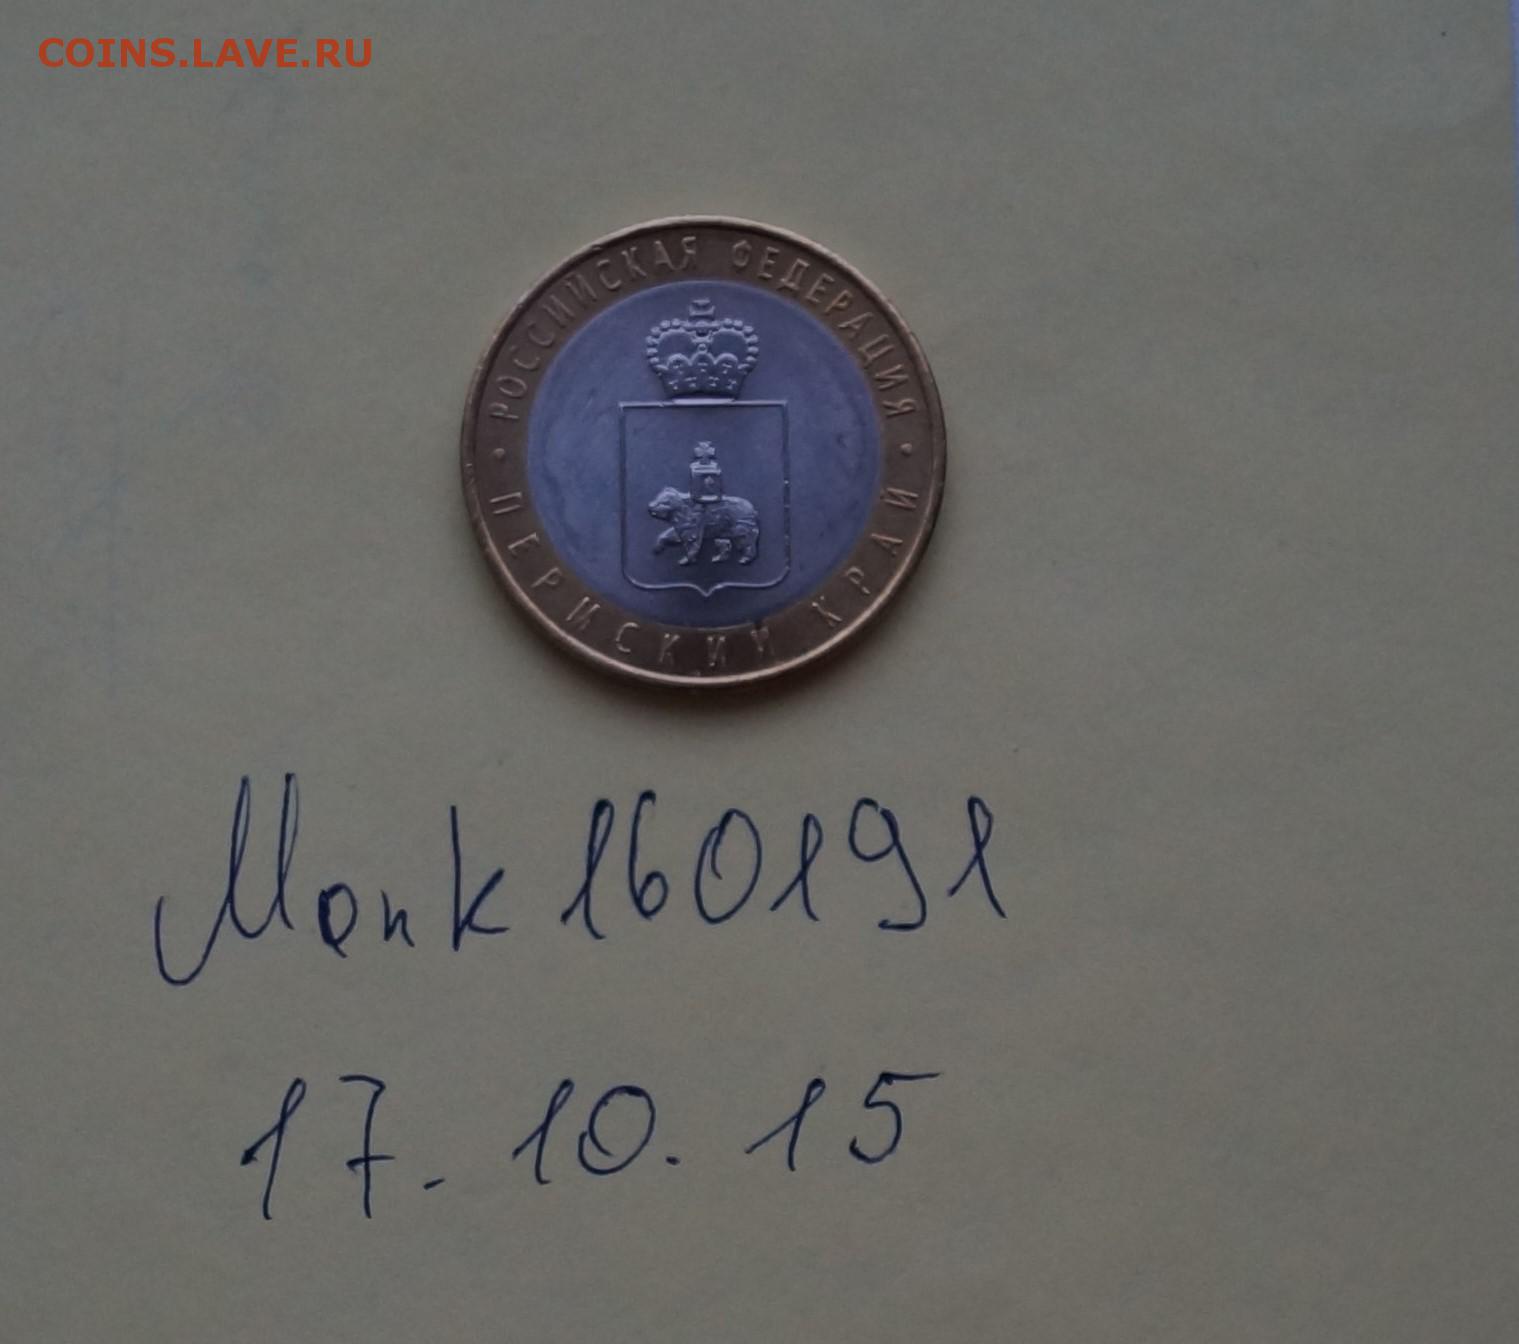 COINS.LAVE.RU
• РОССИЙСКАЯ ФЕДЕРАЦИЯ •
ПЕРМСКИЙ КРАЙ
Monk160191
17.10.15